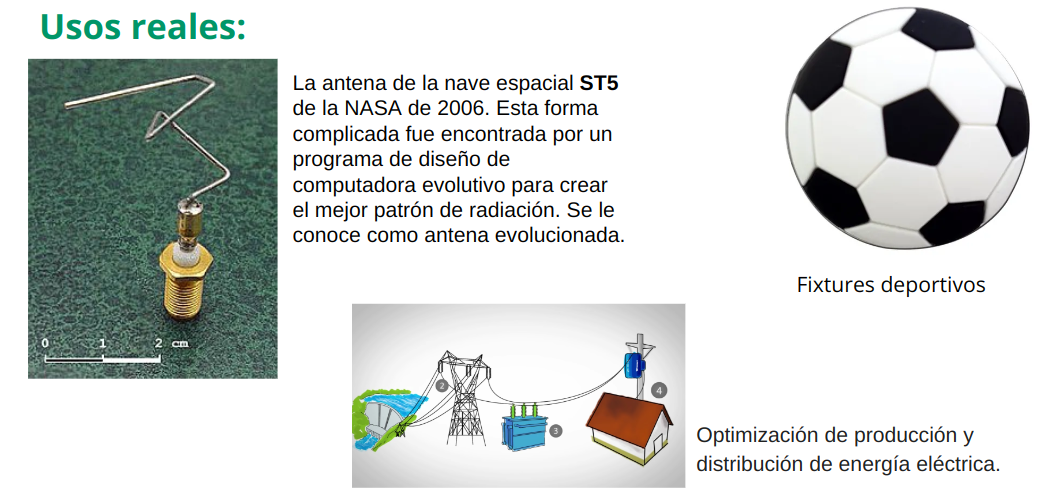 Usos reales:
La antena de la nave espacial ST5
de la NASA de 2006. Esta forma
complicada fue encontrada por un
programa de diseño de
computadora evolutivo para crear
el mejor patrón de radiación. Se le
conoce como antena evolucionada.
0 1 2 cm
Fixtures deportivos
2
3
4
Optimización de producción y
distribución de energía eléctrica.